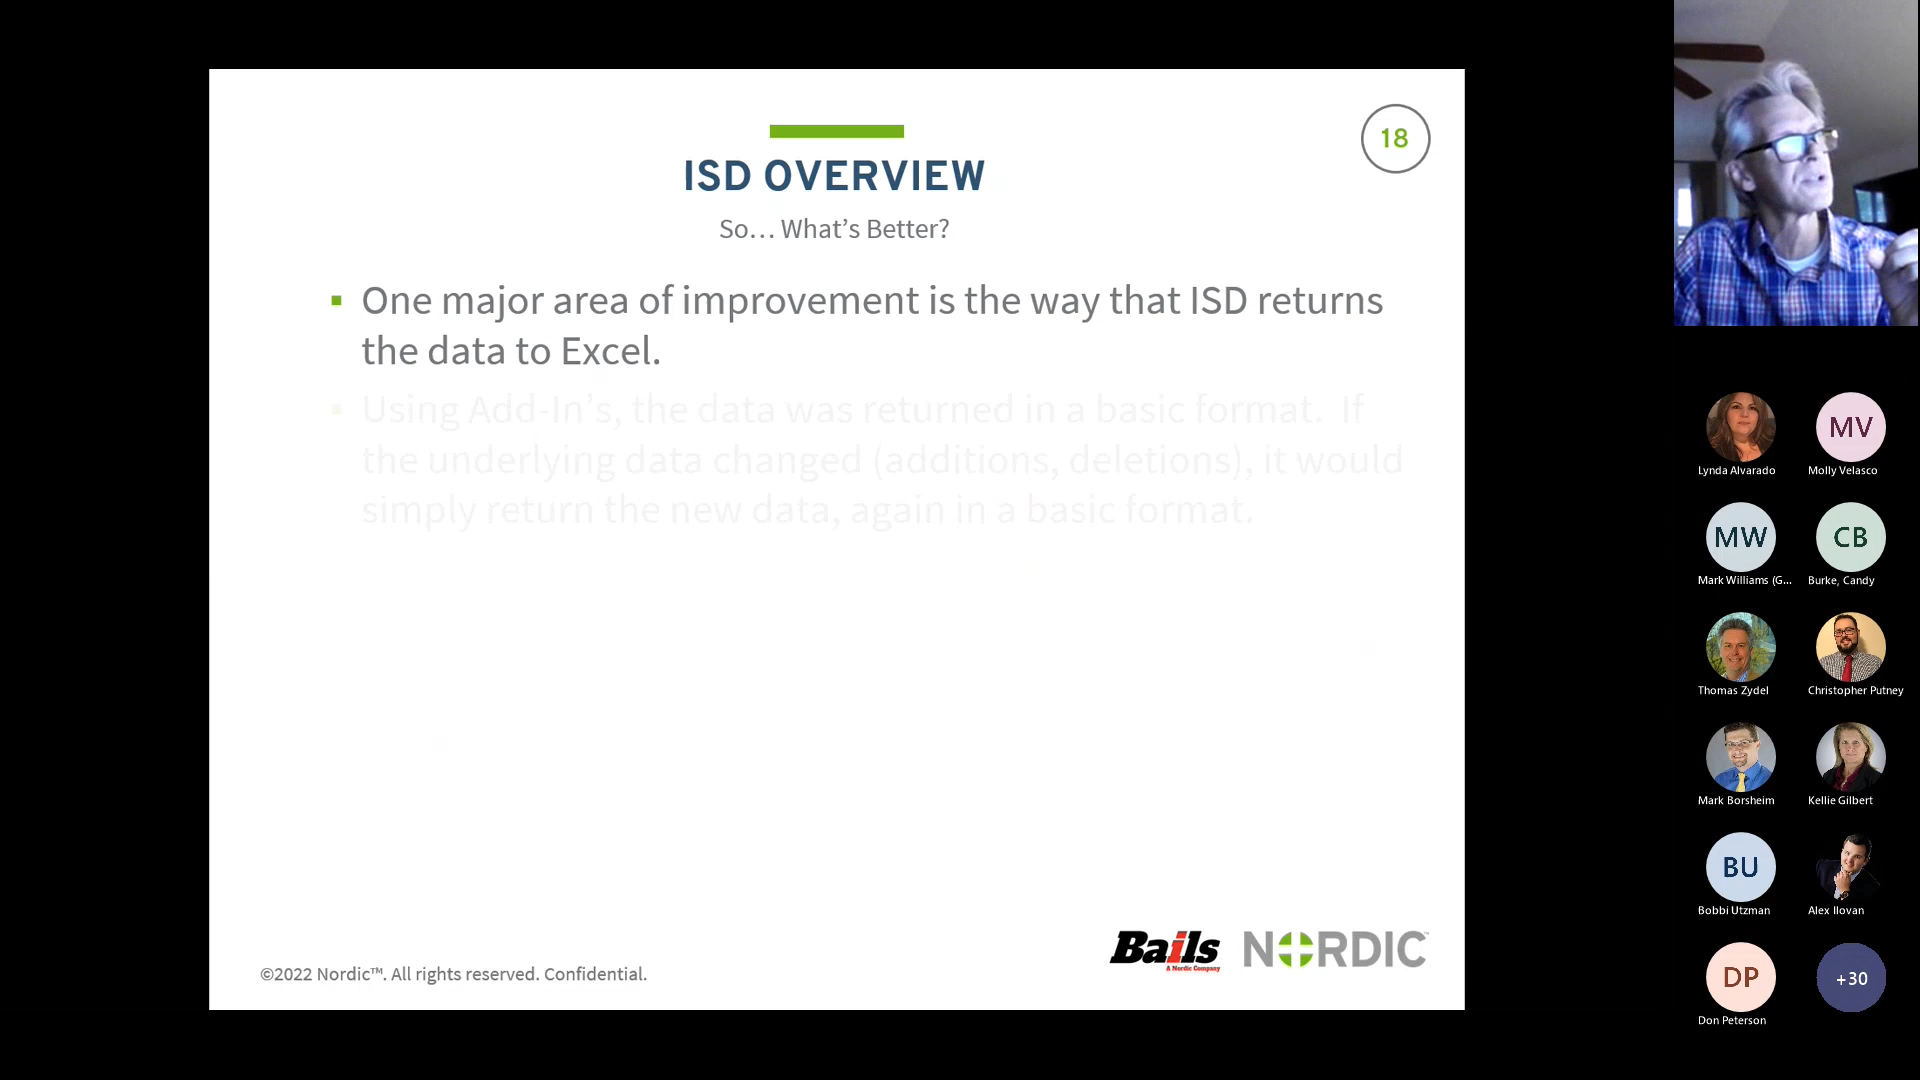 18
ISD OVERVIEW
So… What’s Better?
▪ One major area of improvement is the way that ISD returns
the data to Excel.
▪ Using Add-In’s, the data was returned in a basic format.  If
the underlying data changed (additions, deletions), it would
simply return the new data, again in a basic format.
©2022 Nordic™. All rights reserved. Confidential.
Bails
A Nordic Company
NORDIC™
Lynda Alvarado
MV
Molly Velasco
MW
Mark Williams (G...
CB
Burke, Candy
Thomas Zydel
Christopher Putney
Mark Borsheim
Kellie Gilbert
BU
Bobbi Utzman
Alex Ilovan
DP
Don Peterson
+30